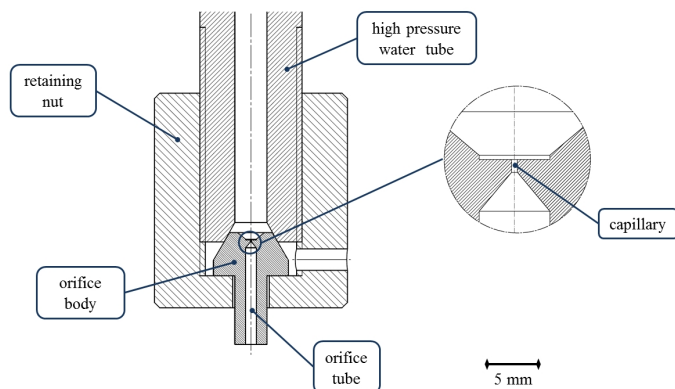 high pressure
water tube
retaining
nut
capillary
orifice
body
orifice
tube
5 mm